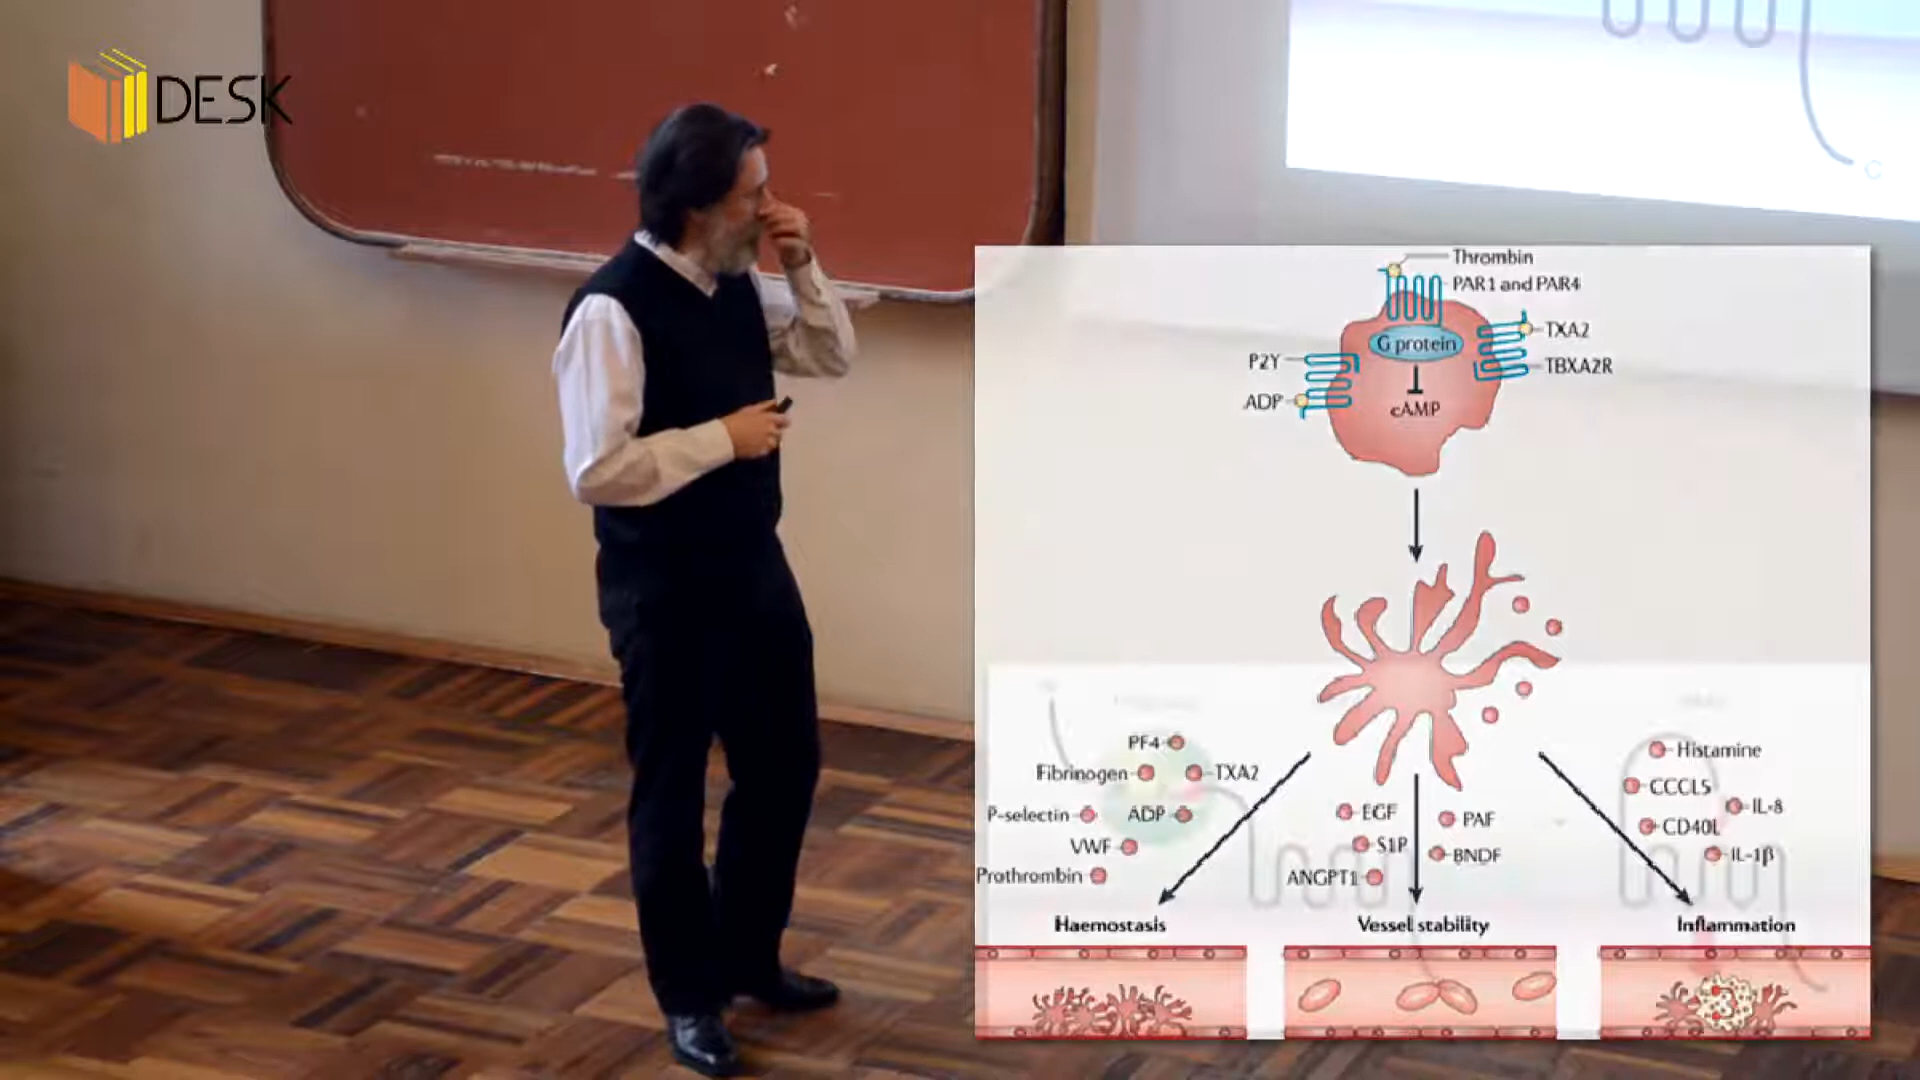 DESK
C
Thrombin
PAR1 and PAR4
G protein
TXA2
P2Y
TBXA2R
ADP
cAMP
PF4
Fibrinogen
TXA2
P-selectin
ADP
VWF
Prothrombin
EGF
PAF
S1P
BNDF
ANGPT1
Histamine
CCCL5
IL-8
CD40L
IL-1β
Haemostasis
Vessel stability
Inflammation